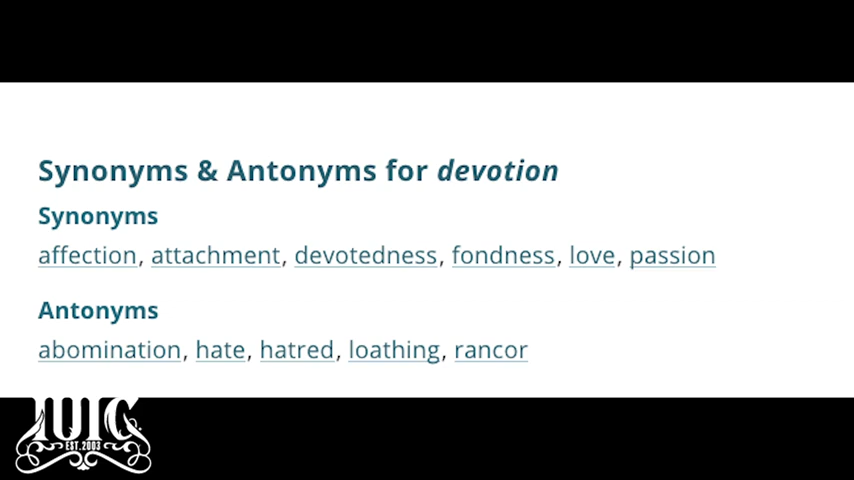 Synonyms & Antonyms for devotion
Synonyms
affection, attachment, devotedness, fondness, love, passion
Antonyms
abomination, hate, hatred, loathing, rancor
IUIC
EST.2003